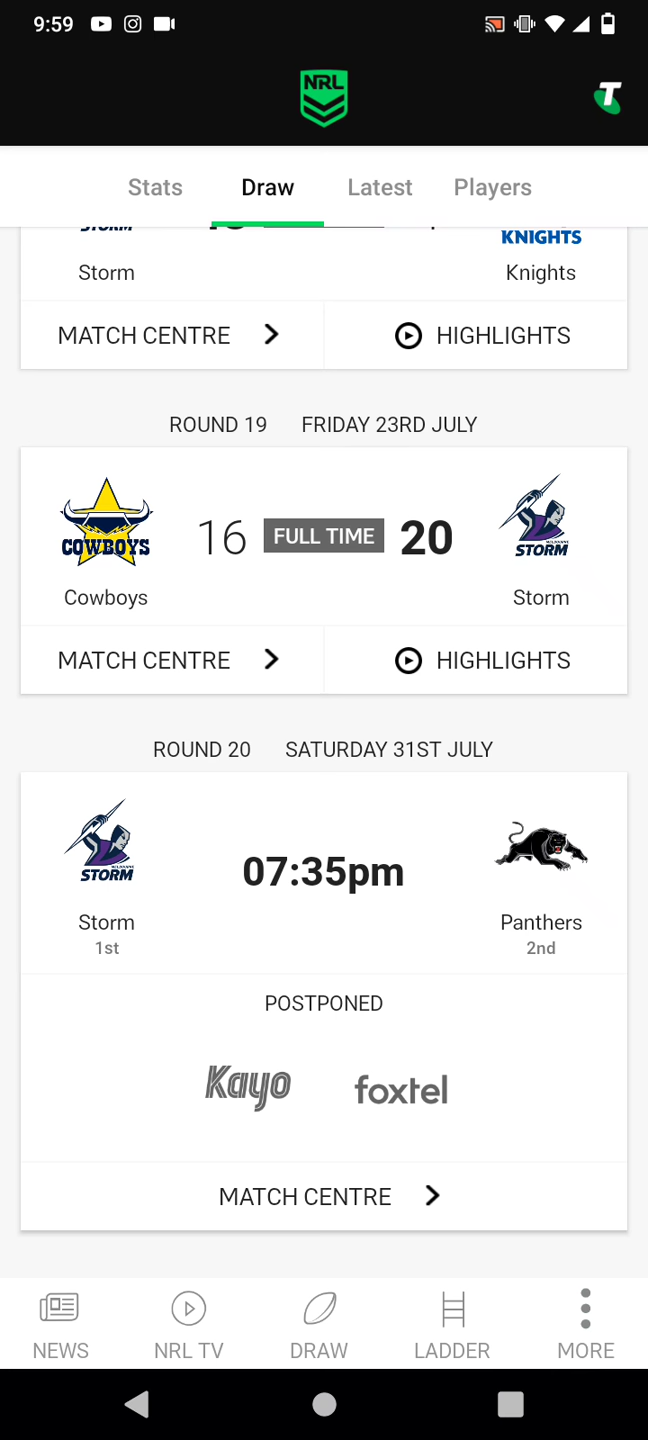 9:59
NRL
T
Stats Draw Latest Players
STORM
KNIGHTS
Storm Knights
MATCH CENTRE HIGHLIGHTS
ROUND 19 FRIDAY 23RD JULY
COWBOYS 16 FULL TIME 20 STORM
Cowboys Storm
MATCH CENTRE HIGHLIGHTS
ROUND 20 SATURDAY 31ST JULY
STORM 07:35pm
Storm Panthers
1st 2nd
POSTPONED
Kayo foxtel
MATCH CENTRE
NEWS NRL TV DRAW LADDER MORE